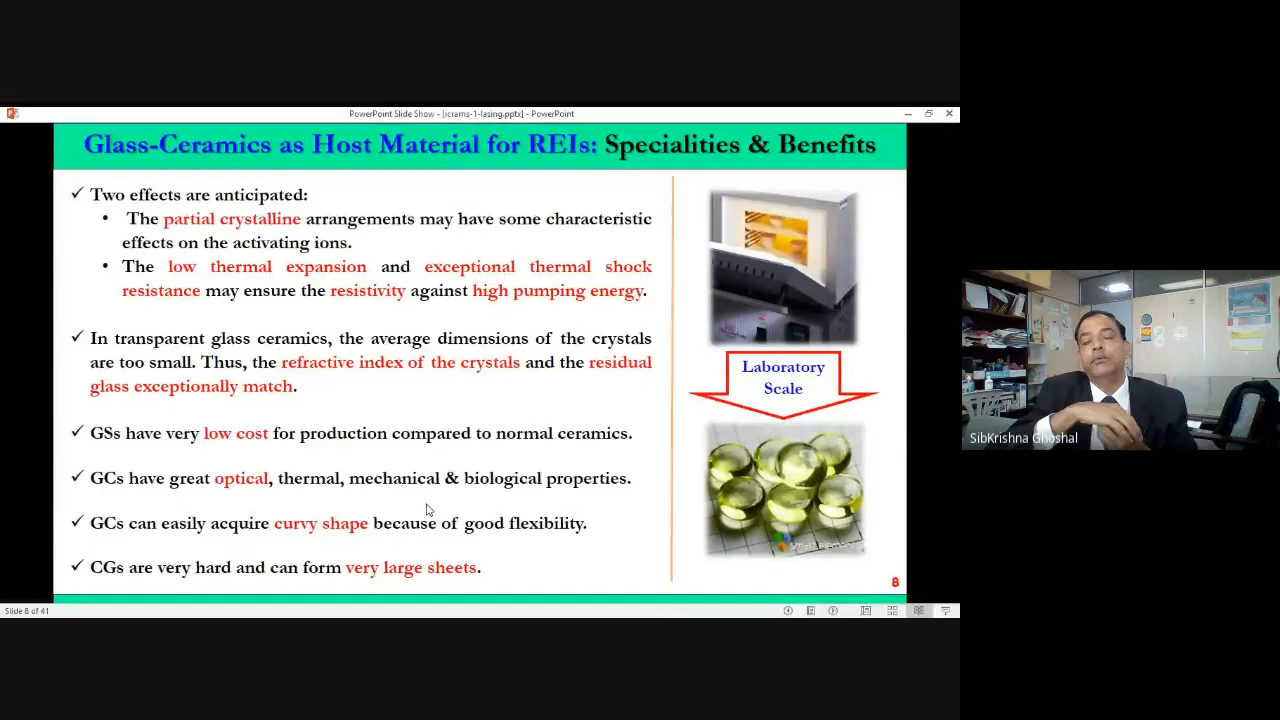 PowerPoint Slide Show - [icrams-1-lasing.pptx] - PowerPoint
Glass-Ceramics as Host Material for REIs: Specialities & Benefits
✓ Two effects are anticipated:
• The partial crystalline arrangements may have some characteristic
effects on the activating ions.
• The low thermal expansion and exceptional thermal shock
resistance may ensure the resistivity against high pumping energy.
✓ In transparent glass ceramics, the average dimensions of the crystals
are too small. Thus, the refractive index of the crystals and the residual
glass exceptionally match.
✓ GSs have very low cost for production compared to normal ceramics.
✓ GCs have great optical, thermal, mechanical & biological properties.
✓ GCs can easily acquire curvy shape because of good flexibility.
✓ CGs are very hard and can form very large sheets.
Laboratory
Scale
8
Slide 8 of 41
SibKrishna Ghoshal